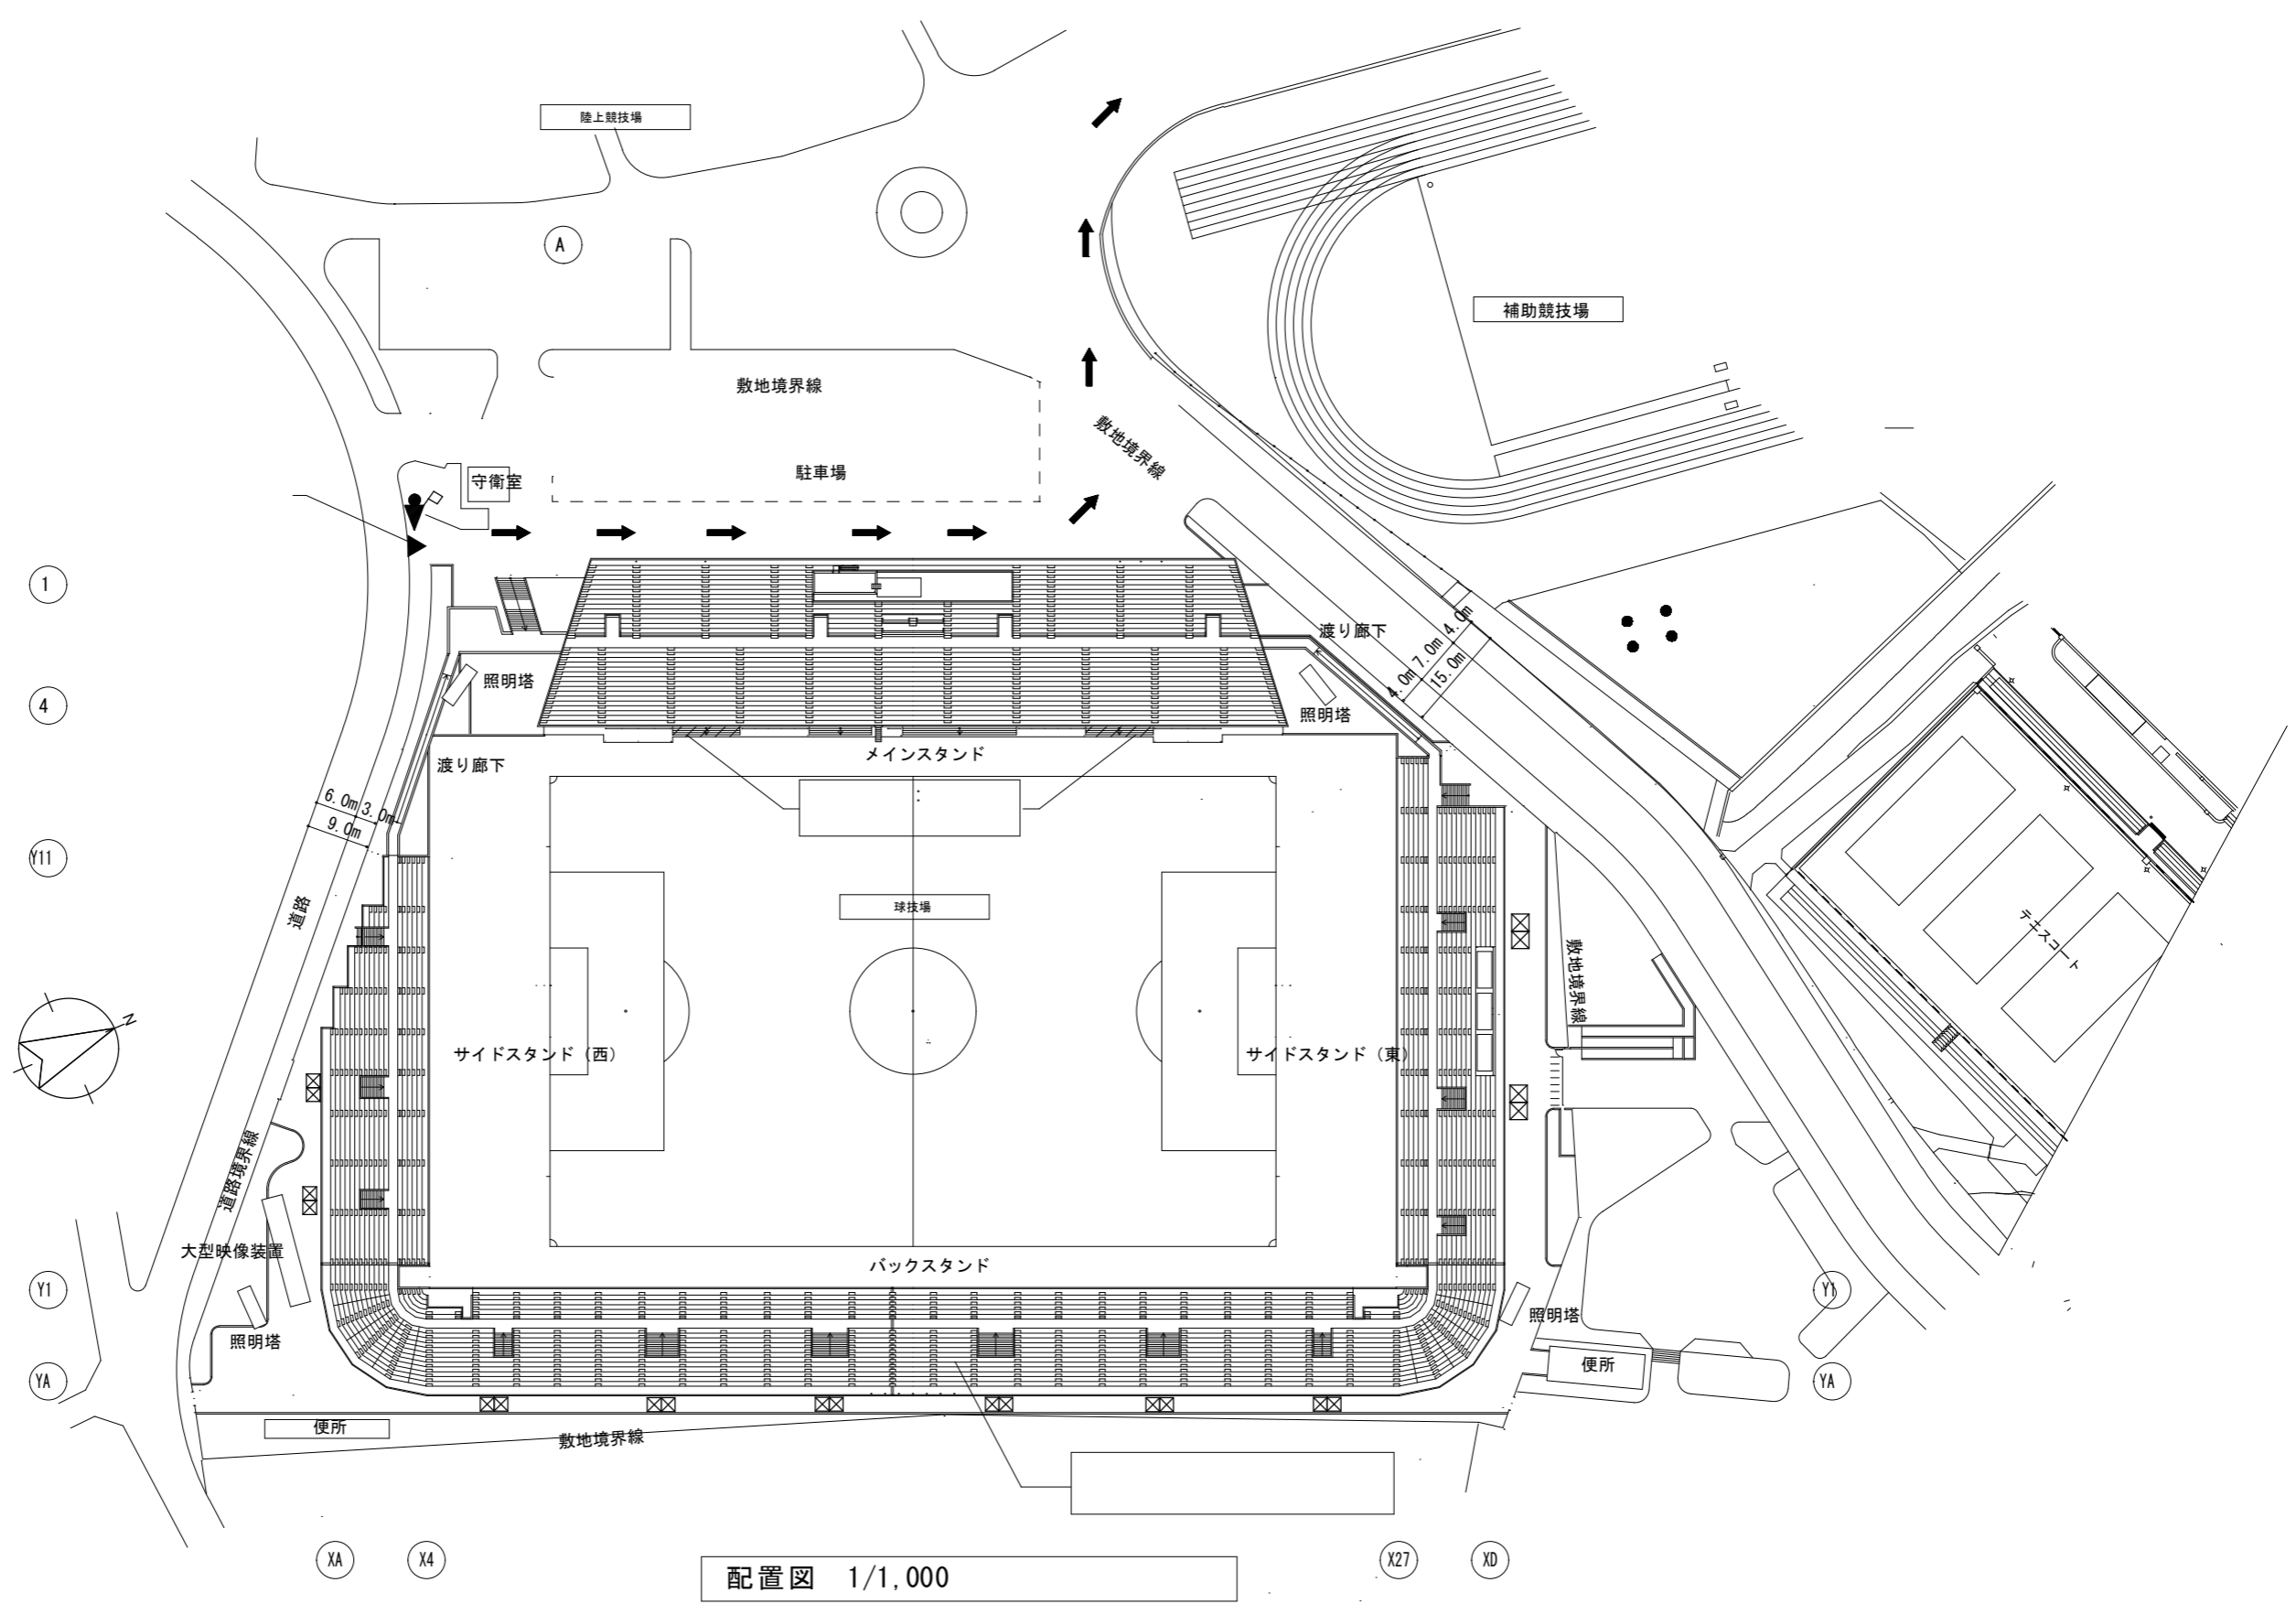 陸上競技場
A
補助競技場
敷地境界線
敷地境界線
駐車場
守衛室
1
渡り廊下
4.0m 7.0m 4.0m
15.0m
照明塔
照明塔
4
メインスタンド
渡り廊下
6.0m 3.0m
9.0m
Y11
球技場
道路
テニスコート
敷地境界線
N
サイドスタンド（西）
サイドスタンド（東）
道路境界線
大型映像装置
バックスタンド
Y1
Y1
照明塔
照明塔
便所
YA
YA
便所
敷地境界線
XA
X4
X27
XD
配置図 1/1,000